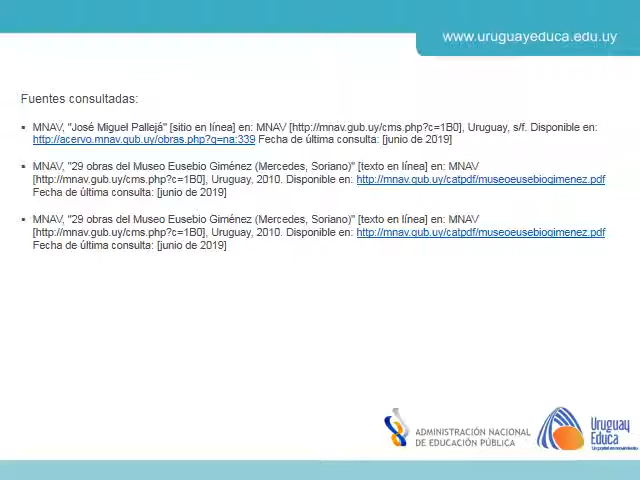 www.uruguayeduca.edu.uy
Fuentes consultadas:
▪ MNAV, "José Miguel Pallejá" [sitio en línea] en: MNAV [http://mnav.gub.uy/cms.php?c=1B0], Uruguay, s/f. Disponible en:
http://acervo.mnav.gub.uy/obras.php?q=na:339 Fecha de última consulta: [junio de 2019]
▪ MNAV, "29 obras del Museo Eusebio Giménez (Mercedes, Soriano)" [texto en línea] en: MNAV
[http://mnav.gub.uy/cms.php?c=1B0], Uruguay, 2010. Disponible en: http://mnav.gub.uy/catpdf/museoeusebiogimenez.pdf
Fecha de última consulta: [junio de 2019]
▪ MNAV, "29 obras del Museo Eusebio Giménez (Mercedes, Soriano)" [texto en línea] en: MNAV
[http://mnav.gub.uy/cms.php?c=1B0], Uruguay, 2010. Disponible en: http://mnav.gub.uy/catpdf/museoeusebiogimenez.pdf
Fecha de última consulta: [junio de 2019]
ADMINISTRACIÓN NACIONAL
DE EDUCACIÓN PÚBLICA
Uruguay
Educa
Un portal en movimiento